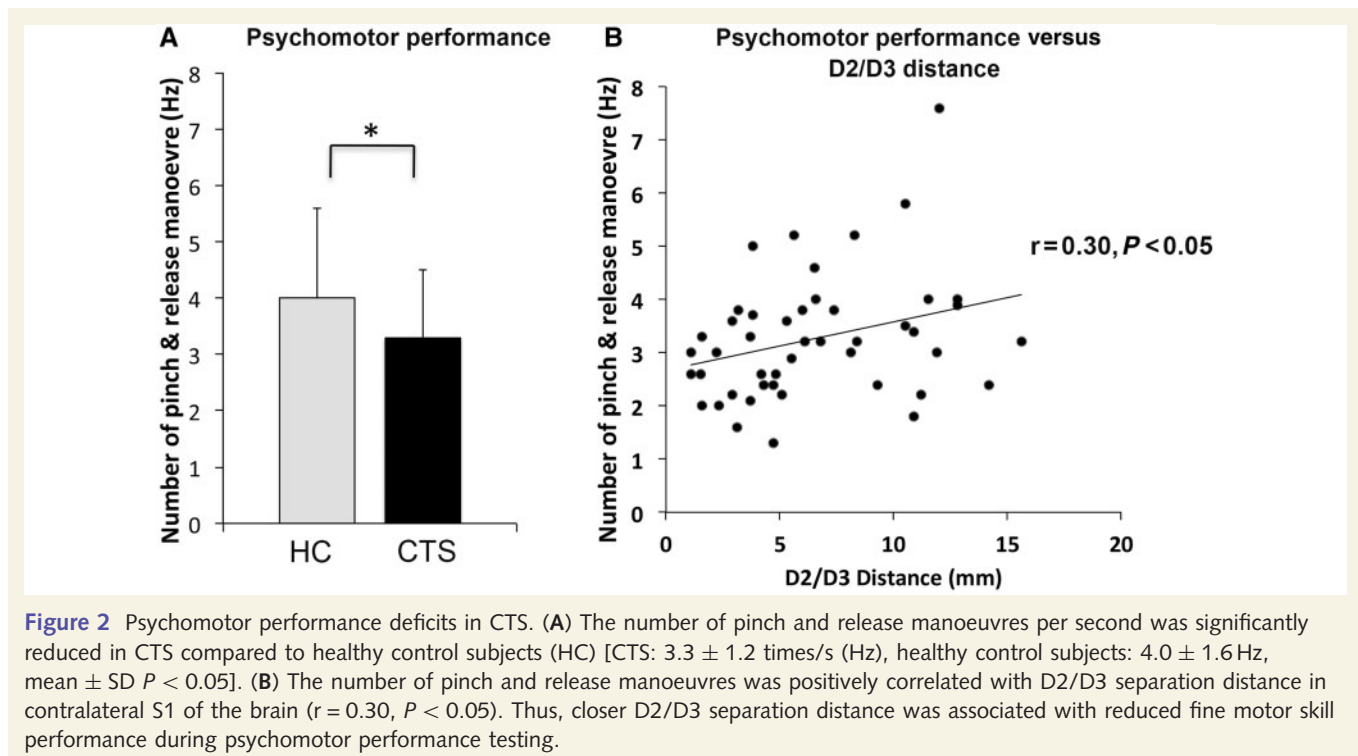 A Psychomotor performance
Number of pinch & release manoevre (Hz)
8
7
6
5
4
3
2
1
0
*
HC CTS
B Psychomotor performance versus
D2/D3 distance
Number of pinch & release manoevre (Hz)
8
7
6
5
4
3
2
1
0
r=0.30, P<0.05
0 5 10 15 20
D2/D3 Distance (mm)
Figure 2 Psychomotor performance deficits in CTS. (A) The number of pinch and release manoeuvres per second was significantly
reduced in CTS compared to healthy control subjects (HC) [CTS: 3.3 ± 1.2 times/s (Hz), healthy control subjects: 4.0 ± 1.6 Hz,
mean ± SD P < 0.05]. (B) The number of pinch and release manoeuvres was positively correlated with D2/D3 separation distance in
contralateral S1 of the brain (r = 0.30, P < 0.05). Thus, closer D2/D3 separation distance was associated with reduced fine motor skill
performance during psychomotor performance testing.